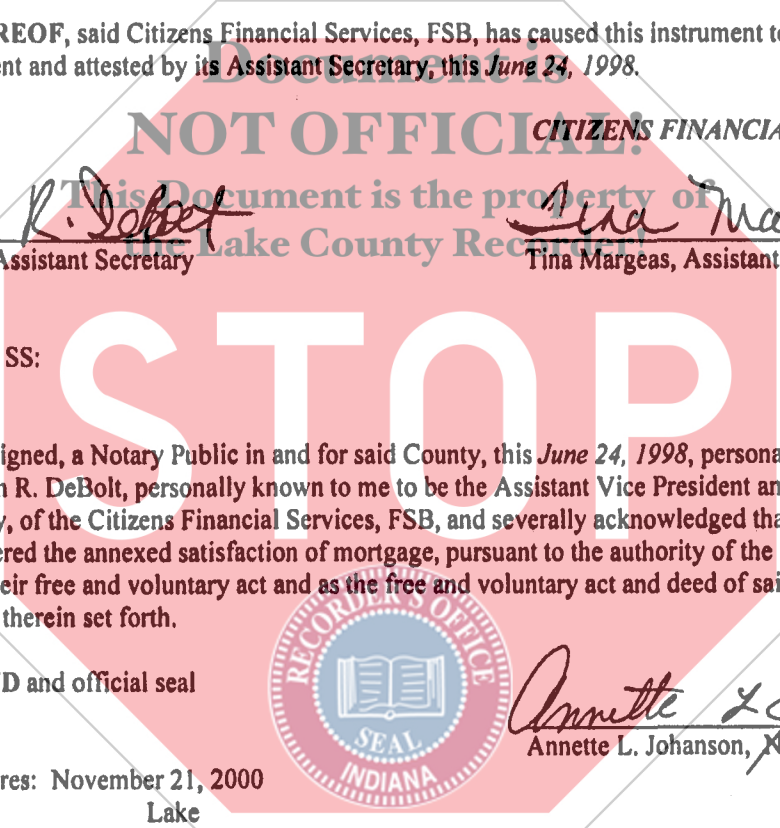 REOF, said Citizens Financial Services, FSB, has caused this instrument to
ent and attested by its Assistant Secretary, this June 24, 1998.
Document is
NOT OFFICIAL!
CITIZENS FINANCIA
This Document is the property of
the Lake County Recorder!
R. DeBolt
Tina Ma
Assistant Secretary
Tina Margeas, Assistant
STOP
SS:
igned, a Notary Public in and for said County, this June 24, 1998, persona
n R. DeBolt, personally known to me to be the Assistant Vice President an
y, of the Citizens Financial Services, FSB, and severally acknowledged tha
ered the annexed satisfaction of mortgage, pursuant to the authority of the
eir free and voluntary act and as the free and voluntary act and deed of sai
therein set forth.
RECORDER'S OFFICE
SEAL
INDIANA
D and official seal
Annette L
Annette L. Johanson, N
res: November 21, 2000
Lake